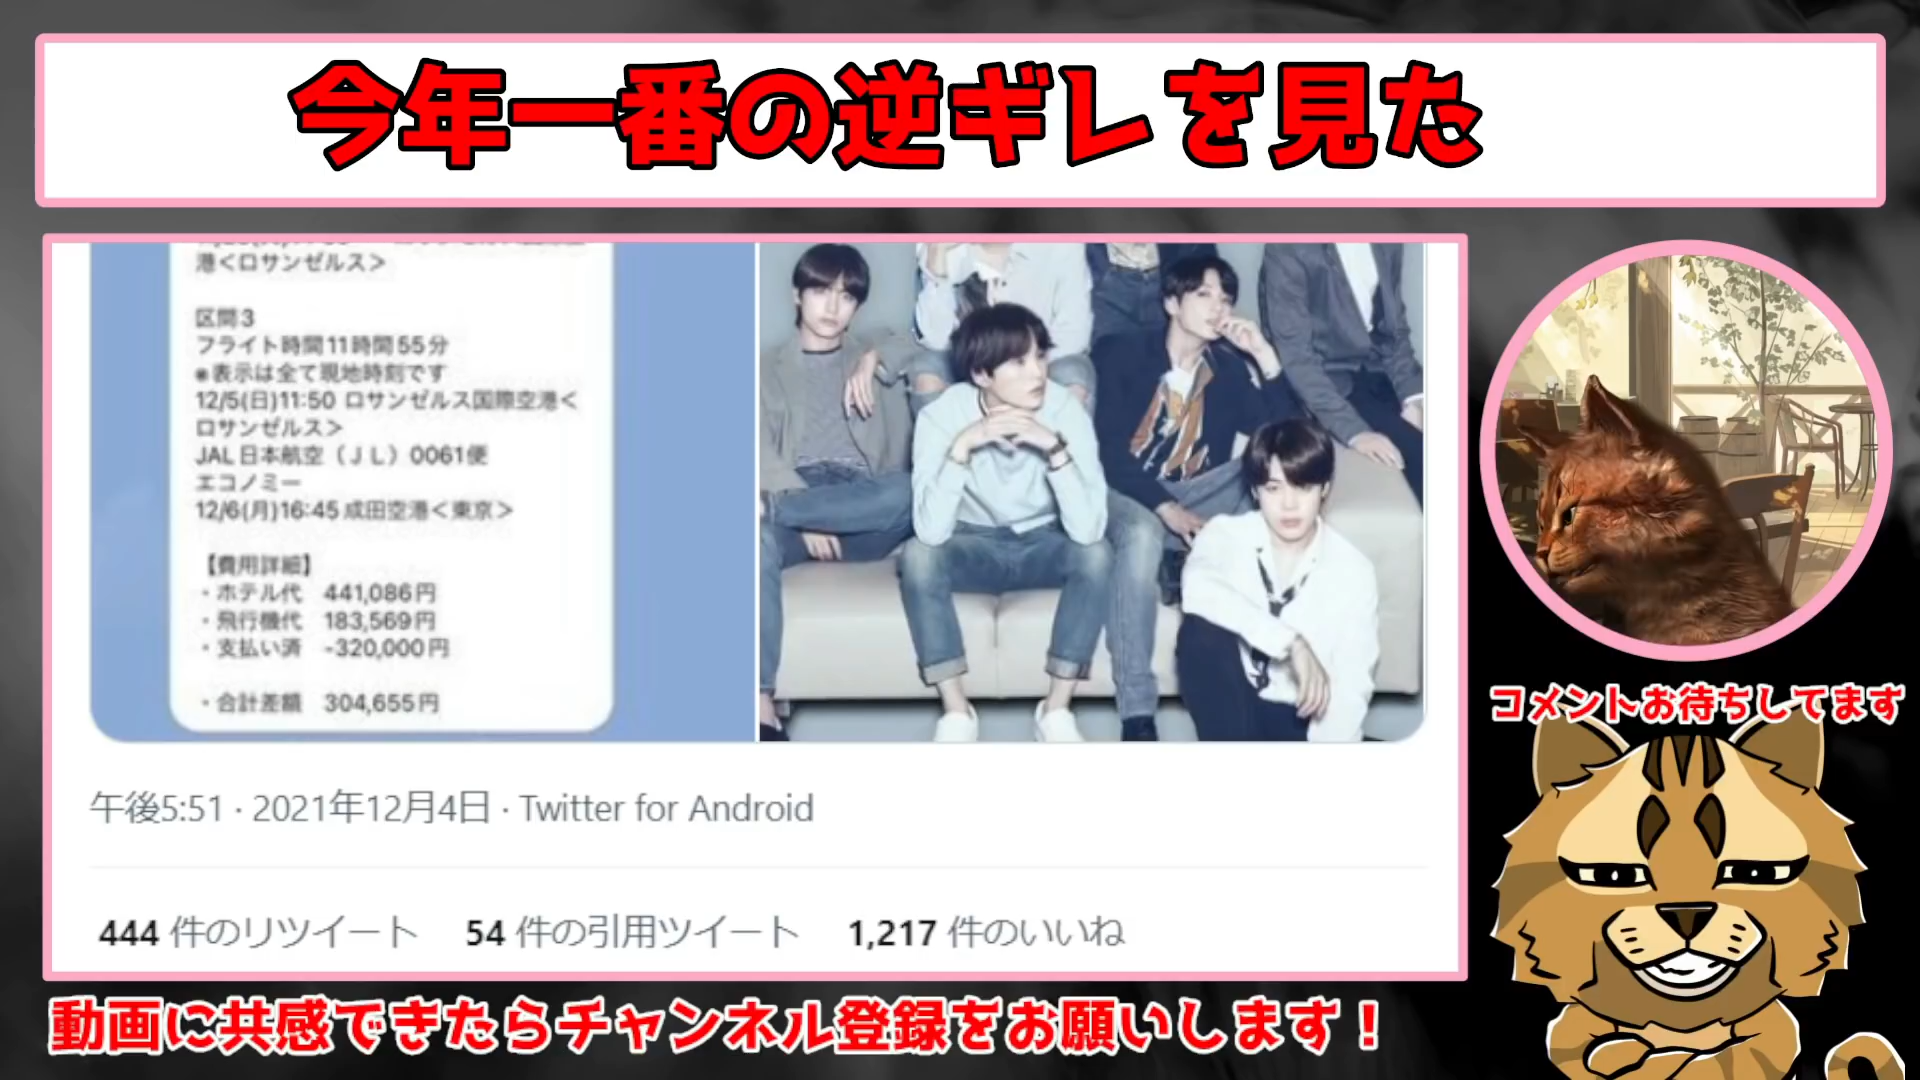 今年一番の逆ギレを見た
港<ロサンゼルス>
区間3
フライト時間11時間55分
※表示は全て現地時刻です
12/5(日)11:50 ロサンゼルス国際空港<
ロサンゼルス>
JAL日本航空（ＪＬ）0061便
エコノミー
12/6(月)16:45 成田空港<東京>
【費用詳細】
・ホテル代 441,086円
・飛行機代 183,569円
・支払い済 -320,000円
・合計差額 304,655円
午後5:51 · 2021年12月4日 · Twitter for Android
444 件のリツイート 54 件の引用ツイート 1,217 件のいいね
コメントお待ちしてます
動画に共感できたらチャンネル登録をお願いします！